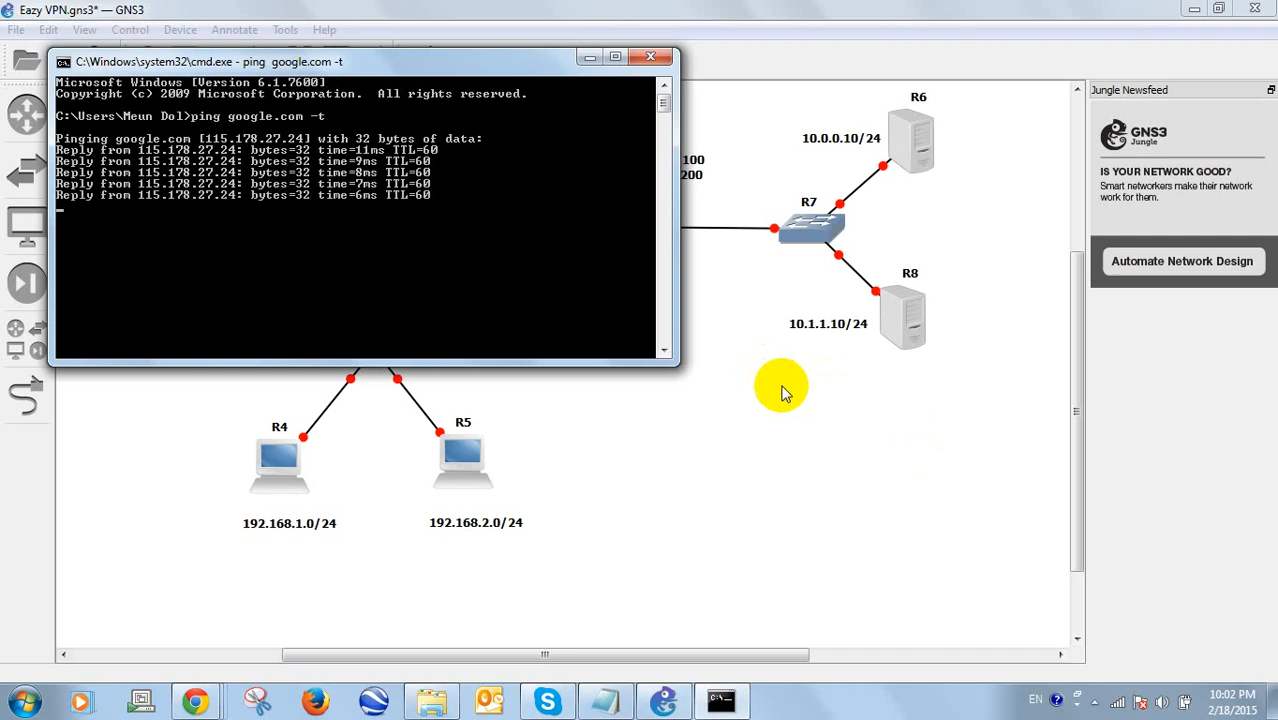 Eazy VPN.gns3* — GNS3
File Edit View Control Device Annotate Tools Help
C:\Windows\system32\cmd.exe - ping google.com -t
Microsoft Windows [Version 6.1.7600]
Copyright (c) 2009 Microsoft Corporation. All rights reserved.
C:\Users\Meun Dol>ping google.com -t
Pinging google.com [115.178.27.24] with 32 bytes of data:
Reply from 115.178.27.24: bytes=32 time=11ms TTL=60
Reply from 115.178.27.24: bytes=32 time=9ms TTL=60
Reply from 115.178.27.24: bytes=32 time=8ms TTL=60
Reply from 115.178.27.24: bytes=32 time=7ms TTL=60
Reply from 115.178.27.24: bytes=32 time=6ms TTL=60
100
200
R6
10.0.0.10/24
R7
R8
10.1.1.10/24
R4
R5
192.168.1.0/24
192.168.2.0/24
Jungle Newsfeed
GNS3
Jungle
IS YOUR NETWORK GOOD?
Smart networkers make their network
work for them.
Automate Network Design
EN
10:02 PM
2/18/2015